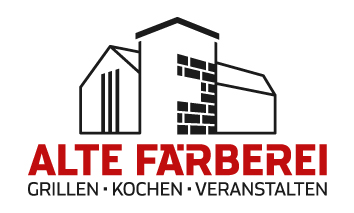 ALTE FÄRBEREI
GRILLEN · KOCHEN · VERANSTALTEN